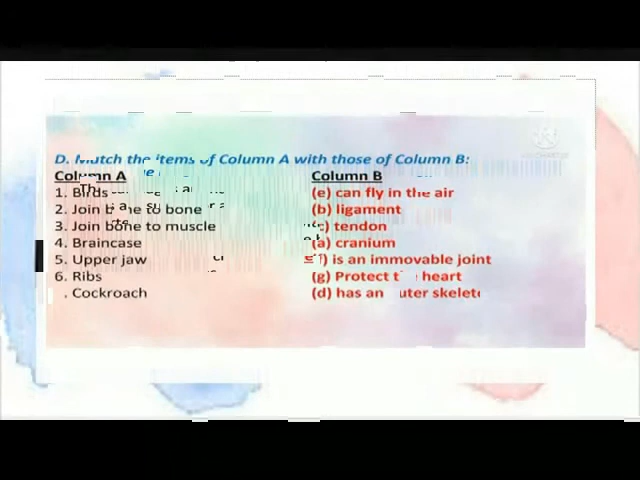 D. Match the items of Column A with those of Column B:
Column A Column B
1. Birds (e) can fly in the air
2. Join bone to bone (b) ligament
3. Join bone to muscle (c) tendon
4. Braincase (a) cranium
5. Upper jaw (f) is an immovable joint
6. Ribs (g) Protect heart
. Cockroach (d) has an